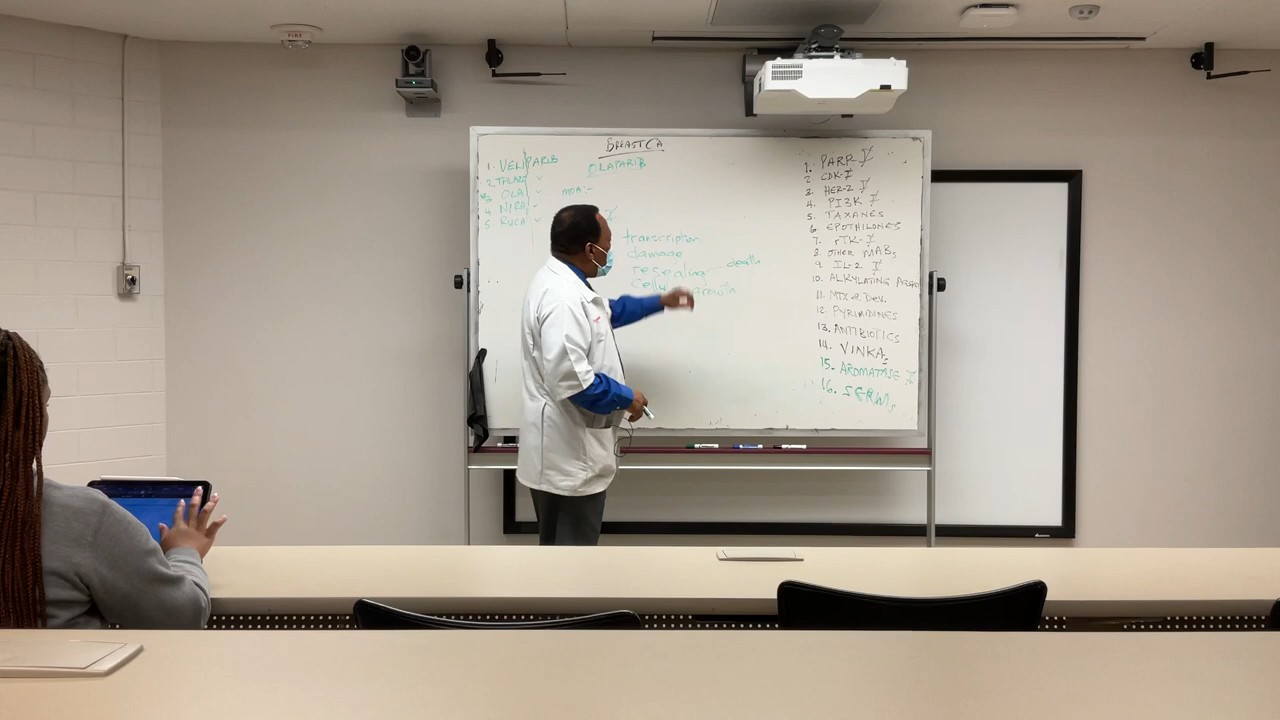 FIRE
BREAST CA
1. VELIPARIB
2. TALAZ
3. OLA
4. NIRA
5. RUCA
OLAPARIB
MOA:-
I
transcription
damage
resealing death
Cell growth
1. PARP I
2. CDK-I
3. HER-2 I
4. PI3K I
5. TAXANES
6. EPOTHILONES
7. rTK-I
8. OTHER MABs
9. IL-2 I
10. ALKYLATING
11. MTX & Dev.
12. PYRIMIDINES
13. ANTIBIOTICS
14. VINKAs
15. AROMATASE I
16. SERMs